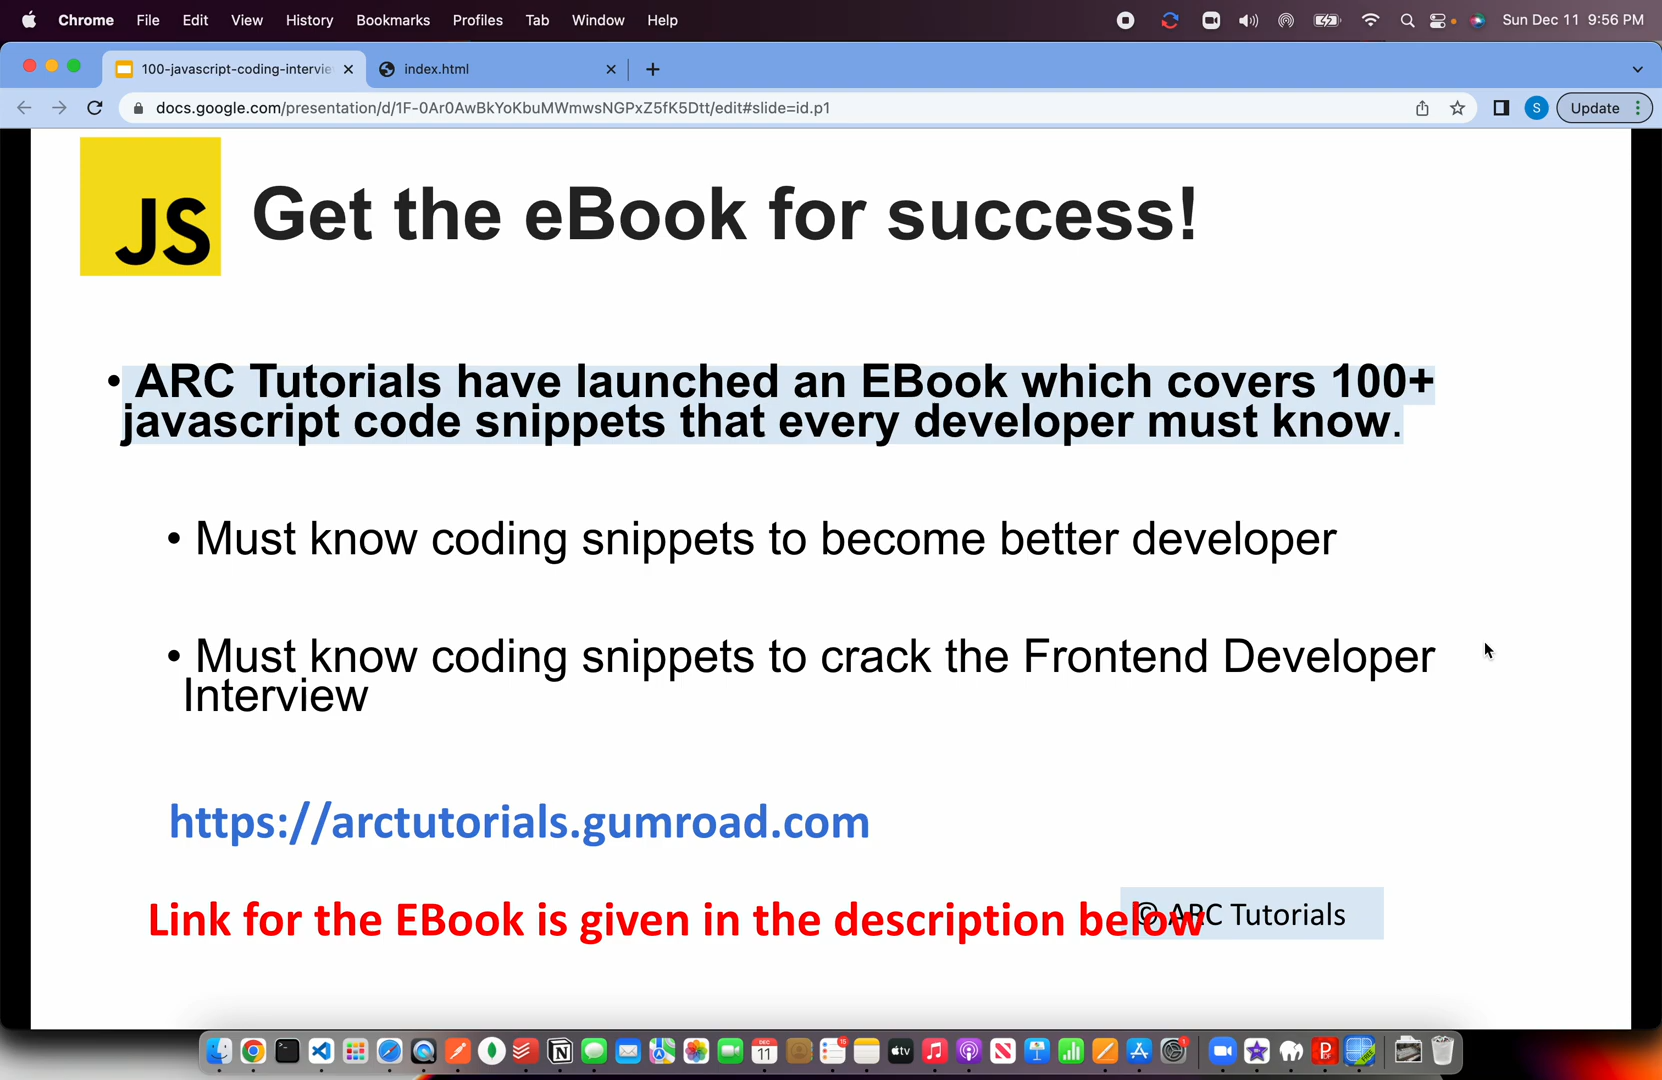 Chrome File Edit View History Bookmarks Profiles Tab Window Help Sun Dec 11 9:56 PM
100-javascript-coding-intervie index.html
docs.google.com/presentation/d/1F-0Ar0AwBkYoKbuMWmwsNGPxZ5fK5Dtt/edit#slide=id.p1 S Update
JS Get the eBook for success!
• ARC Tutorials have launched an EBook which covers 100+
javascript code snippets that every developer must know.
• Must know coding snippets to become better developer
• Must know coding snippets to crack the Frontend Developer
Interview
https://arctutorials.gumroad.com
Link for the EBook is given in the description below
© ARC Tutorials